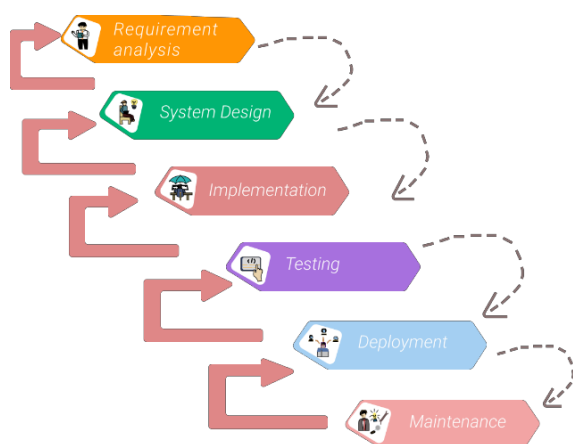 Requirement
analysis
System Design
Implementation
Testing
Deployment
Maintenance